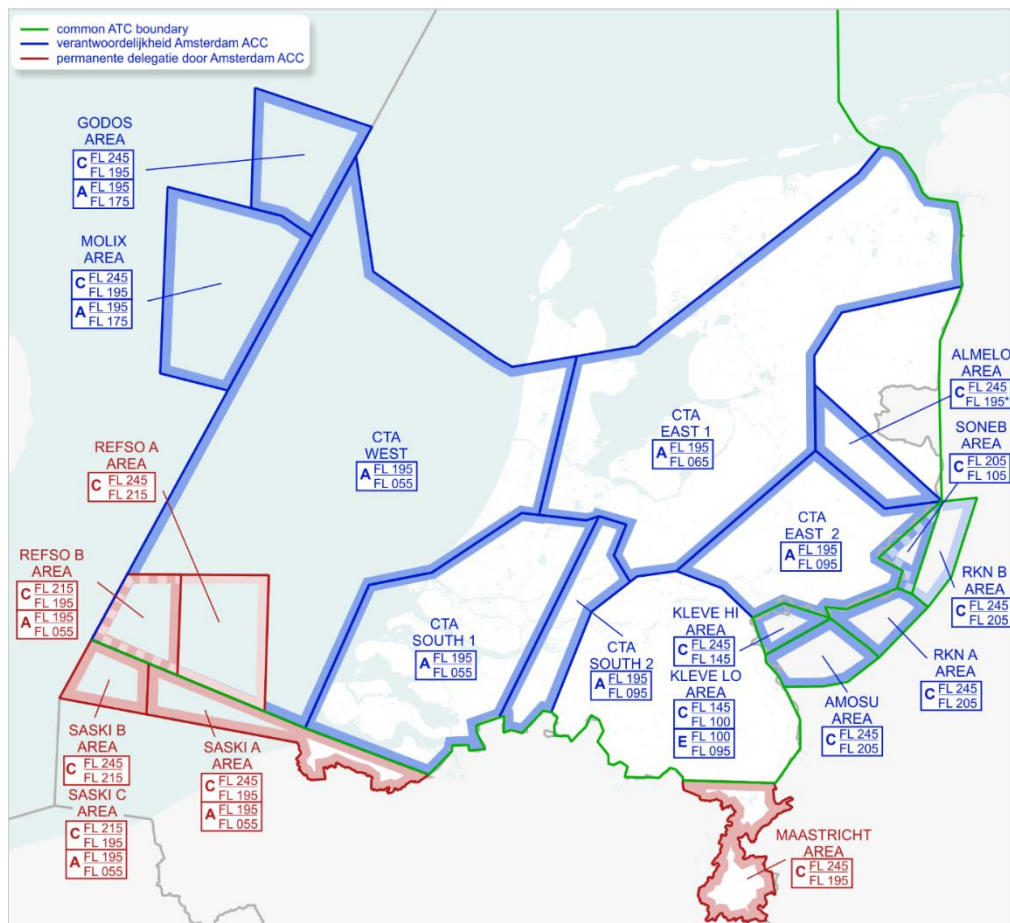 common ATC boundary
verantwoordelijkheid Amsterdam ACC
permanente delegatie door Amsterdam ACC
GODOS
AREA
C FL 245
FL 195
A FL 195
FL 175
MOLIX
AREA
C FL 245
FL 195
A FL 195
FL 175
ALMELO
AREA
C FL 245
FL 195*
SONEB
AREA
C FL 205
FL 105
CTA
EAST 1
A FL 195
FL 065
CTA
WEST
A FL 195
FL 055
REFSO A
AREA
C FL 245
FL 215
REFSO B
AREA
C FL 215
FL 195
A FL 195
FL 055
CTA
EAST 2
A FL 195
FL 095
RKN B
AREA
C FL 245
FL 205
KLEVE HI
AREA
C FL 245
FL 145
KLEVE LO
AREA
C FL 145
FL 100
E FL 100
FL 095
CTA
SOUTH 1
A FL 195
FL 055
CTA
SOUTH 2
A FL 195
FL 095
RKN A
AREA
C FL 245
FL 205
AMOSU
AREA
C FL 245
FL 205
SASKI B
AREA
C FL 245
FL 215
SASKI C
AREA
C FL 215
FL 195
A FL 195
FL 055
SASKI A
AREA
C FL 245
FL 195
A FL 195
FL 055
MAASTRICHT
AREA
C FL 245
FL 195